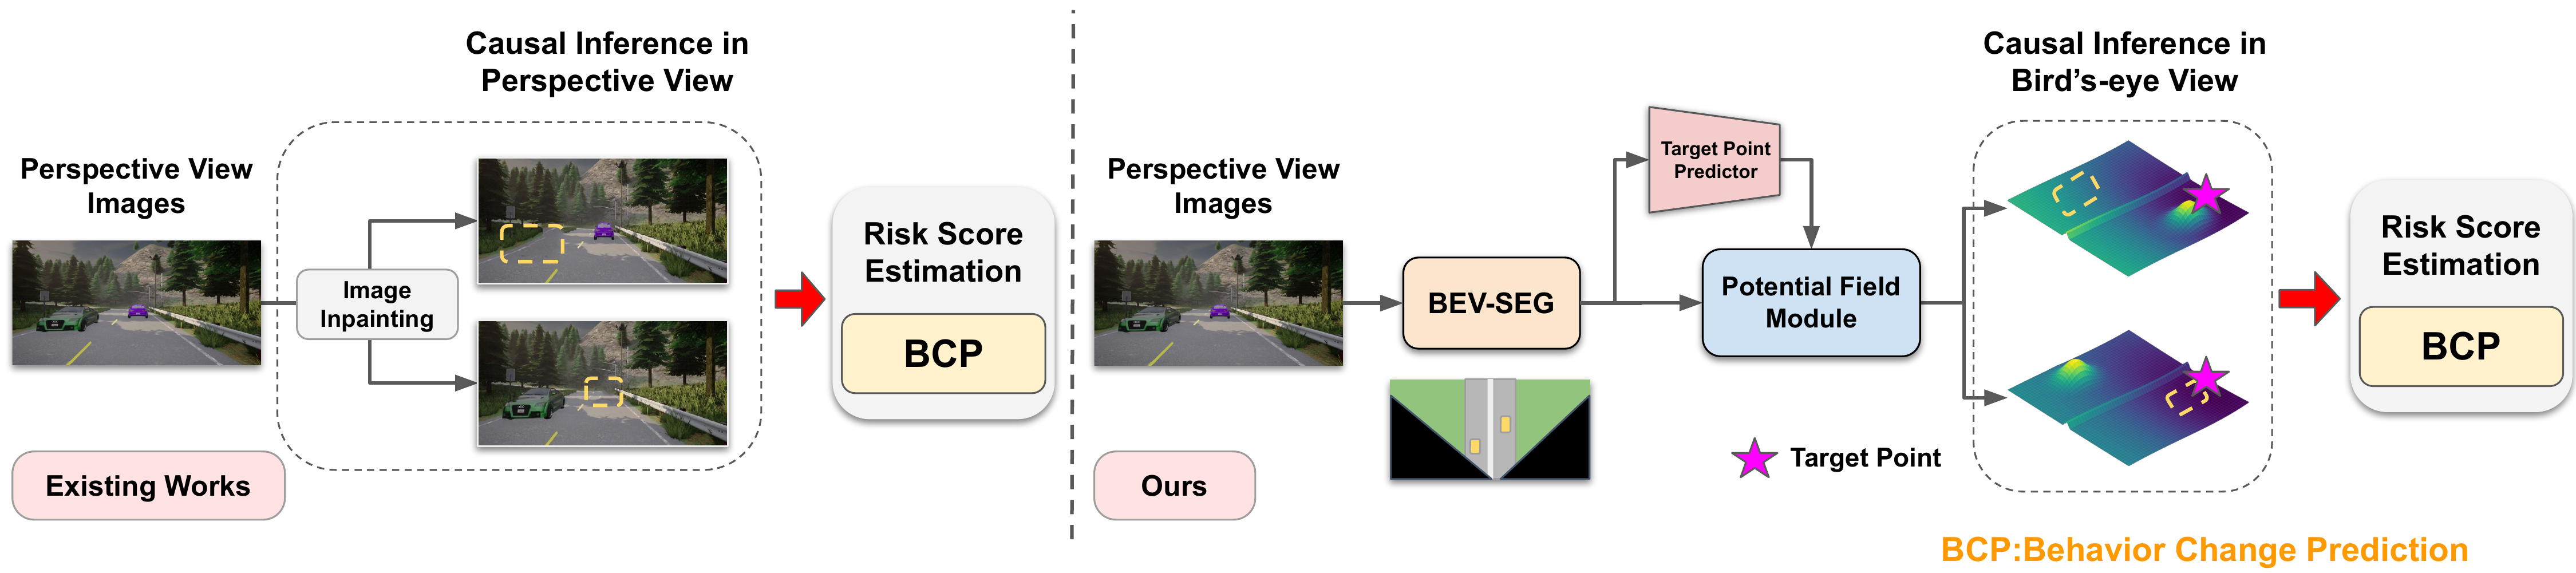 Causal Inference in
Perspective View
Perspective View
Images
Image
Inpainting
Risk Score
Estimation
BCP
Existing Works
Causal Inference in
Bird's-eye View
Perspective View
Images
Target Point
Predictor
BEV-SEG
Potential Field
Module
Risk Score
Estimation
BCP
Target Point
Ours
BCP:Behavior Change Prediction